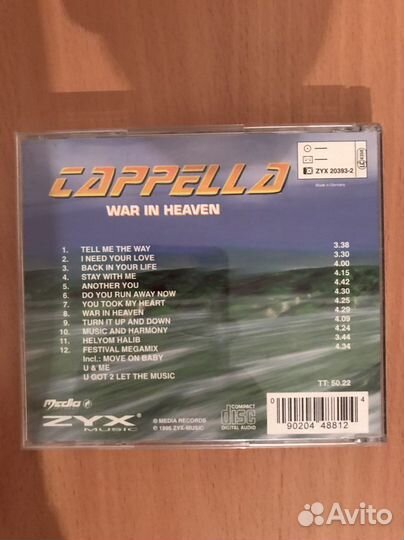 CAPPELLA
WAR IN HEAVEN
ZYX 20393-2
Made in Germany
1. TELL ME THE WAY 3.38
2. I NEED YOUR LOVE 3.30
3. BACK IN YOUR LIFE 4.00
4. STAY WITH ME 4.15
5. ANOTHER YOU 4.42
6. DO YOU RUN AWAY NOW 4.30
7. YOU TOOK MY HEART 4.25
8. WAR IN HEAVEN 4.29
9. TURN IT UP AND DOWN 4.09
10. MUSIC AND HARMONY 4.24
11. HELYOM HALIB 3.44
12. FESTIVAL MEGAMIX 4.34
Incl.: MOVE ON BABY
U & ME
U GOT 2 LET THE MUSIC
TT: 50.22
Media
ZYX®
MUSIC
© MEDIA RECORDS
℗ 1995 ZYX-MUSIC
COMPACT
disc
DIGITAL AUDIO
0 90204 48812 4
Avito